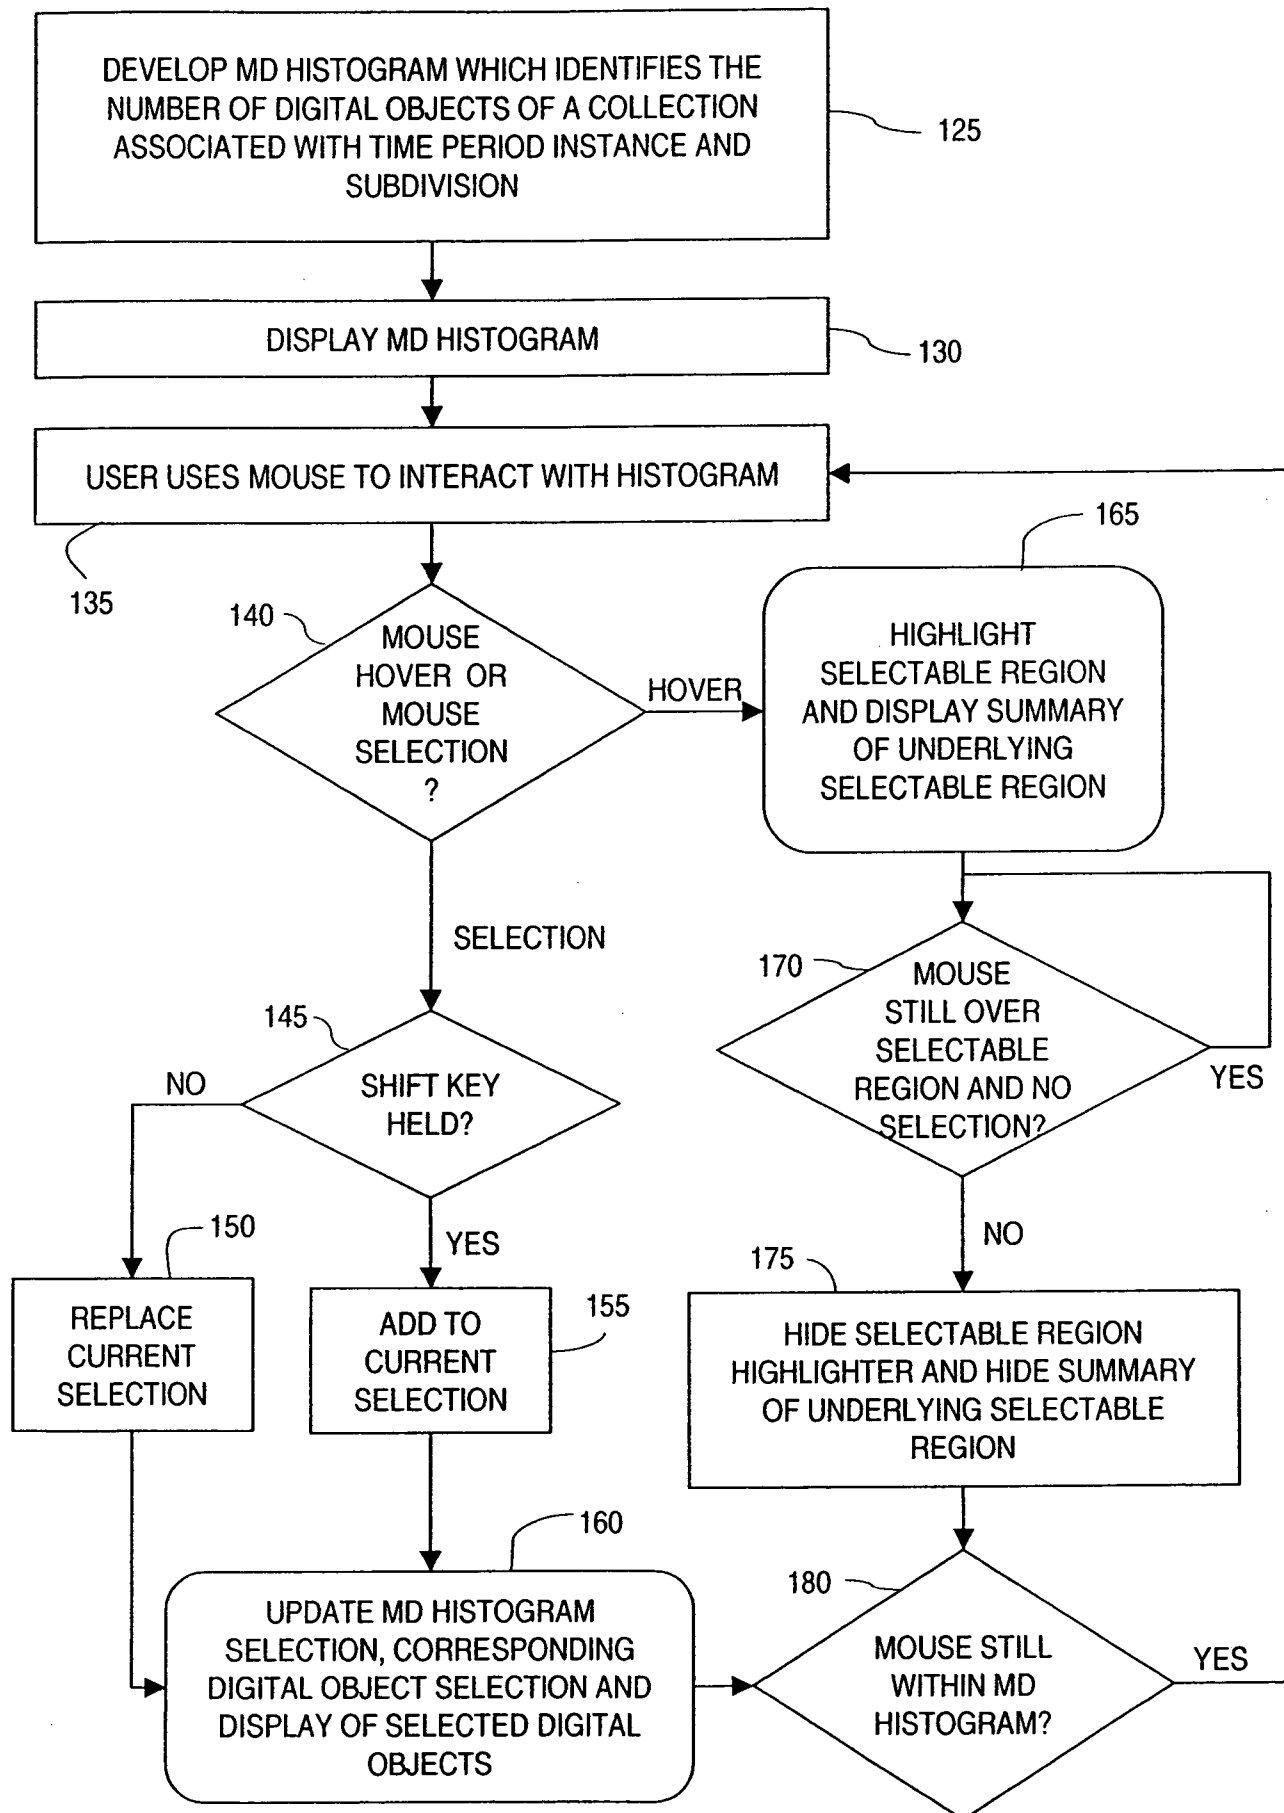 DEVELOP MD HISTOGRAM WHICH IDENTIFIES THE
NUMBER OF DIGITAL OBJECTS OF A COLLECTION
ASSOCIATED WITH TIME PERIOD INSTANCE AND
SUBDIVISION
125
DISPLAY MD HISTOGRAM
130
USER USES MOUSE TO INTERACT WITH HISTOGRAM
135
140
MOUSE
HOVER OR
MOUSE
SELECTION
?
HOVER
165
HIGHLIGHT
SELECTABLE REGION
AND DISPLAY SUMMARY
OF UNDERLYING
SELECTABLE REGION
SELECTION
170
MOUSE
STILL OVER
SELECTABLE
REGION AND NO
SELECTION?
YES
145
SHIFT KEY
HELD?
NO
YES
NO
150
REPLACE
CURRENT
SELECTION
155
ADD TO
CURRENT
SELECTION
175
HIDE SELECTABLE REGION
HIGHLIGHTER AND HIDE SUMMARY
OF UNDERLYING SELECTABLE
REGION
160
UPDATE MD HISTOGRAM
SELECTION, CORRESPONDING
DIGITAL OBJECT SELECTION AND
DISPLAY OF SELECTED DIGITAL
OBJECTS
180
MOUSE STILL
WITHIN MD
HISTOGRAM?
YES